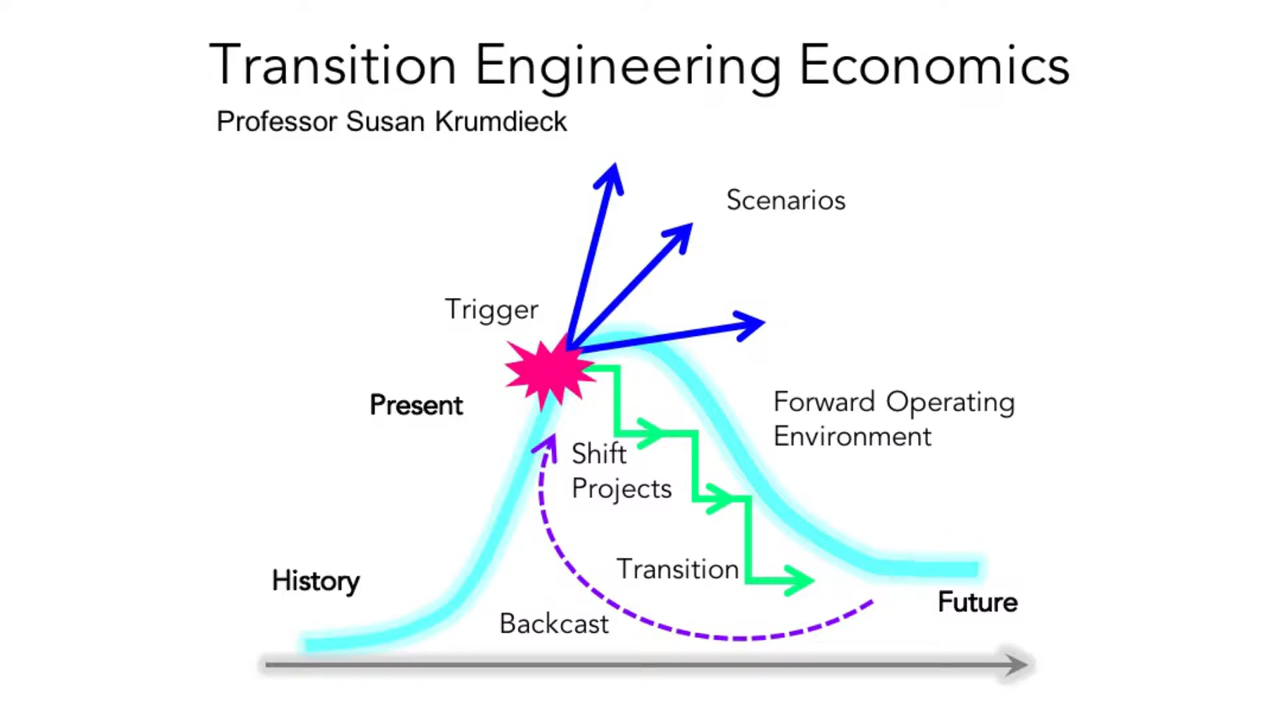 Transition Engineering Economics
Professor Susan Krumdieck
Scenarios
Trigger
Present
Forward Operating
Environment
Shift
Projects
Transition
History
Future
Backcast